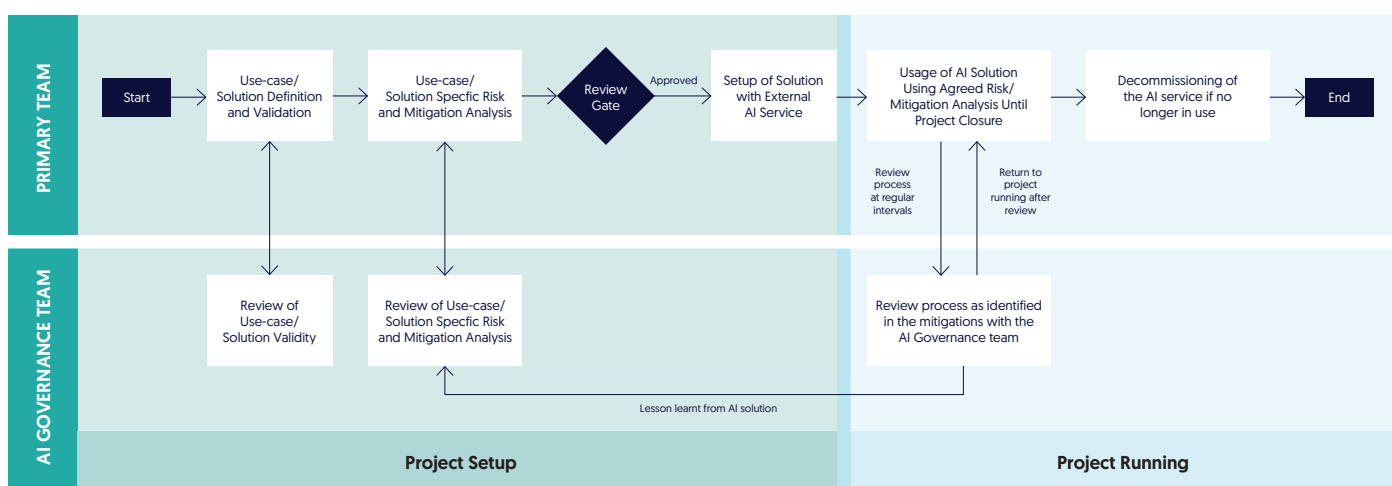 PRIMARY TEAM
Start
Use-case/
Solution Definition
and Validation
Use-case/
Solution Specfic Risk
and Mitigation Analysis
Review
Gate
Approved
Setup of Solution
with External
AI Service
Usage of AI Solution
Using Agreed Risk/
Mitigation Analysis Until
Project Closure
Decommissioning of
the AI service if no
longer in use
End
Review
process
at regular
intervals
Return to
project
running after
review
AI GOVERNANCE TEAM
Review of
Use-case/
Solution Validity
Review of Use-case/
Solution Specfic Risk
and Mitigation Analysis
Review process as identified
in the mitigations with the
AI Governance team
Lesson learnt from AI solution
Project Setup
Project Running